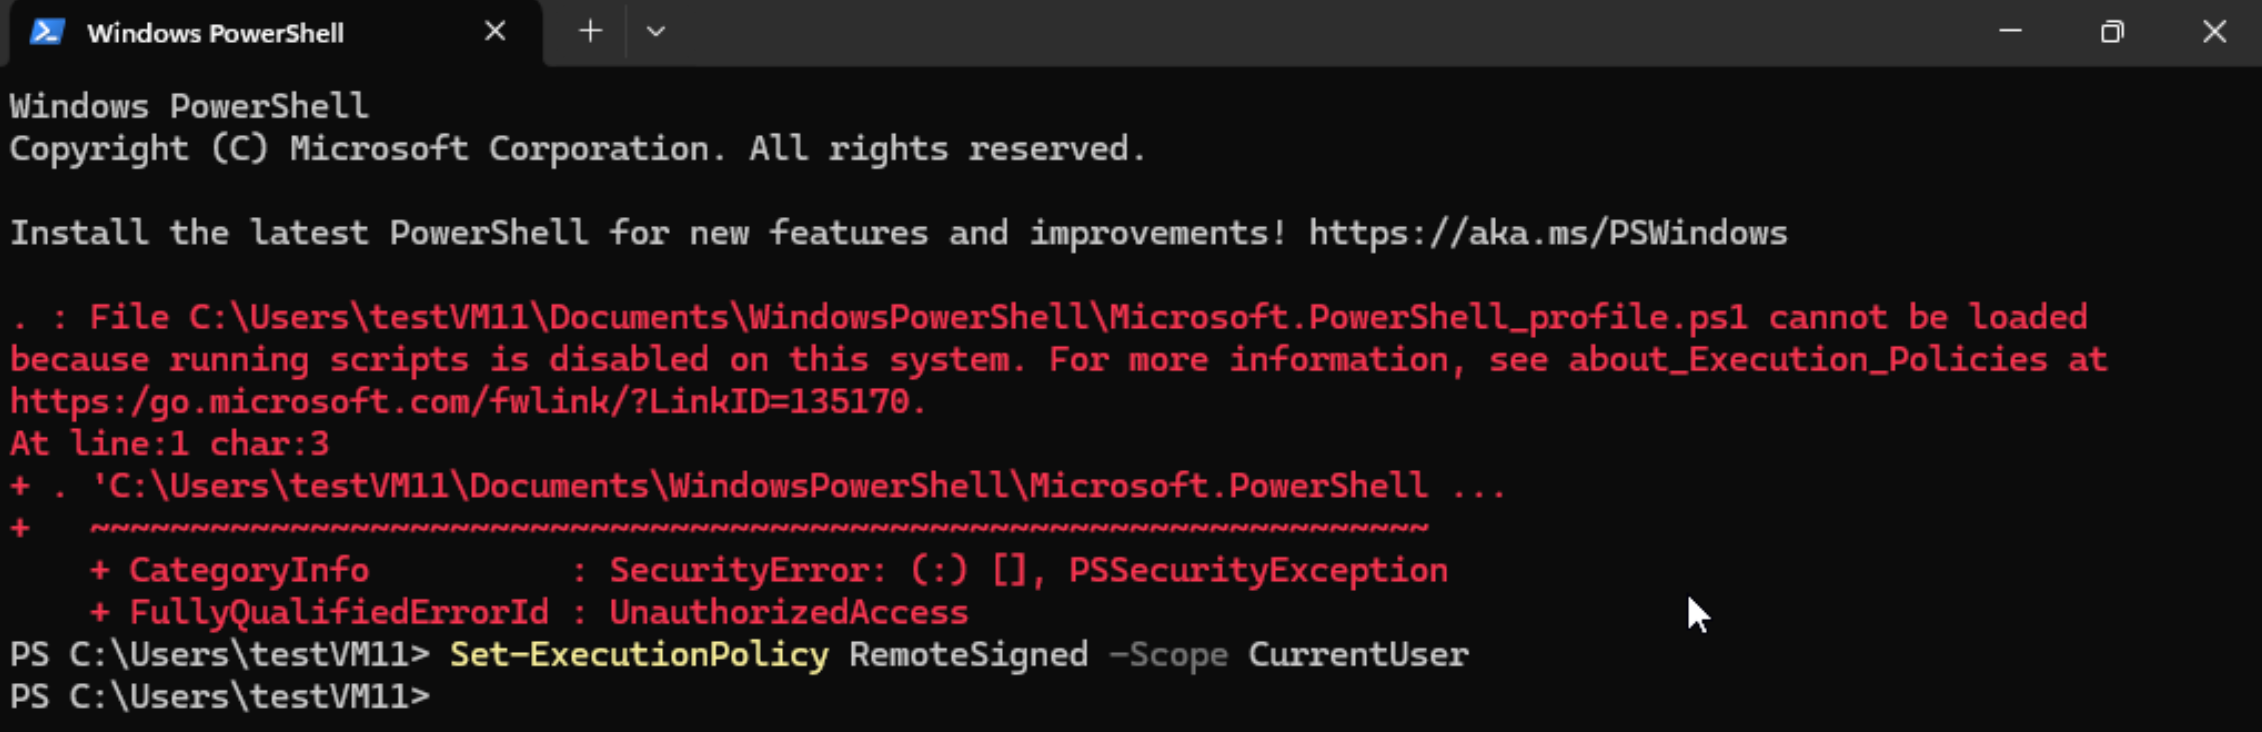 Windows PowerShell
Windows PowerShell
Copyright (C) Microsoft Corporation. All rights reserved.
Install the latest PowerShell for new features and improvements! https://aka.ms/PSWindows
. : File C:\Users\testVM11\Documents\WindowsPowerShell\Microsoft.PowerShell_profile.ps1 cannot be loaded
because running scripts is disabled on this system. For more information, see about_Execution_Policies at
https:/go.microsoft.com/fwlink/?LinkID=135170.
At line:1 char:3
+ . 'C:\Users\testVM11\Documents\WindowsPowerShell\Microsoft.PowerShell ...
+   ~~~~~~~~~~~~~~~~~~~~~~~~~~~~~~~~~~~~~~~~~~~~~~~~~~~~~~~~~~~~~~~~~~~
    + CategoryInfo          : SecurityError: (:) [], PSSecurityException
    + FullyQualifiedErrorId : UnauthorizedAccess
PS C:\Users\testVM11> Set-ExecutionPolicy RemoteSigned -Scope CurrentUser
PS C:\Users\testVM11>